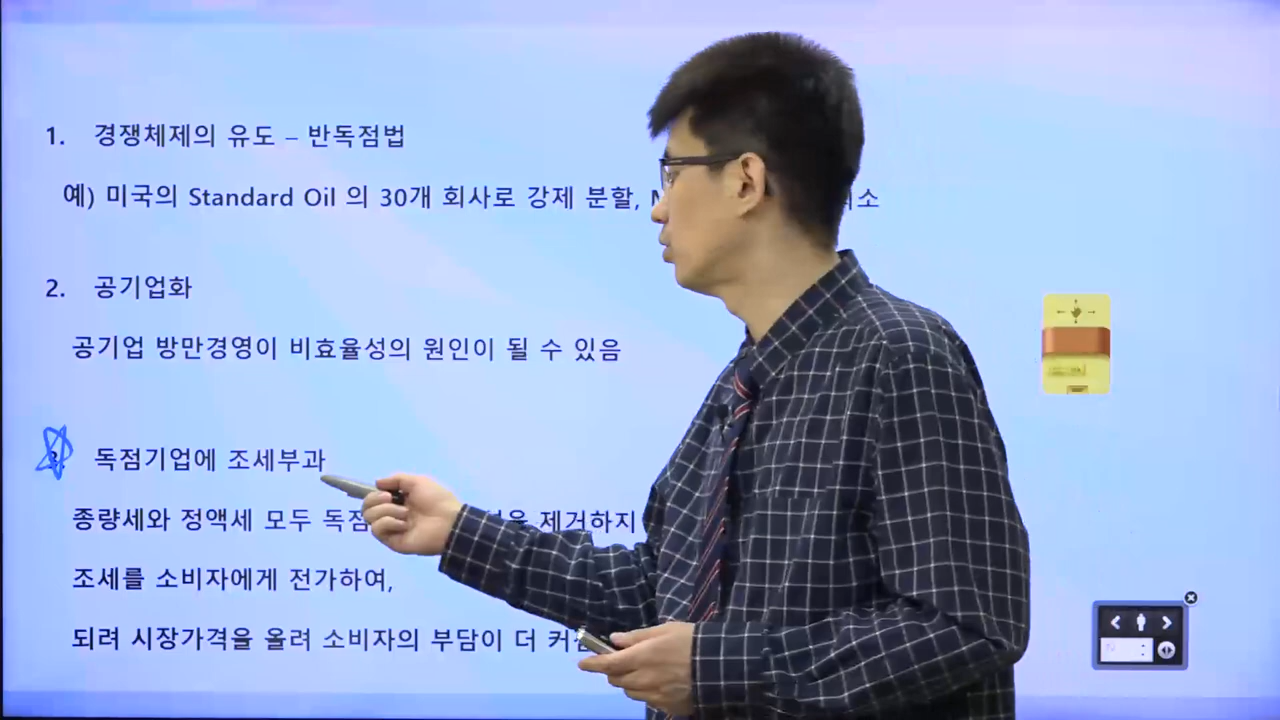 1. 경쟁체제의 유도 – 반독점법
예) 미국의 Standard Oil 의 30개 회사로 강제 분할,
2. 공기업화
공기업 방만경영이 비효율성의 원인이 될 수 있음
3. 독점기업에 조세부과
종량세와 정액세 모두 제거하지
조세를 소비자에게 전가하여,
되려 시장가격을 올려 소비자의 부담이 더